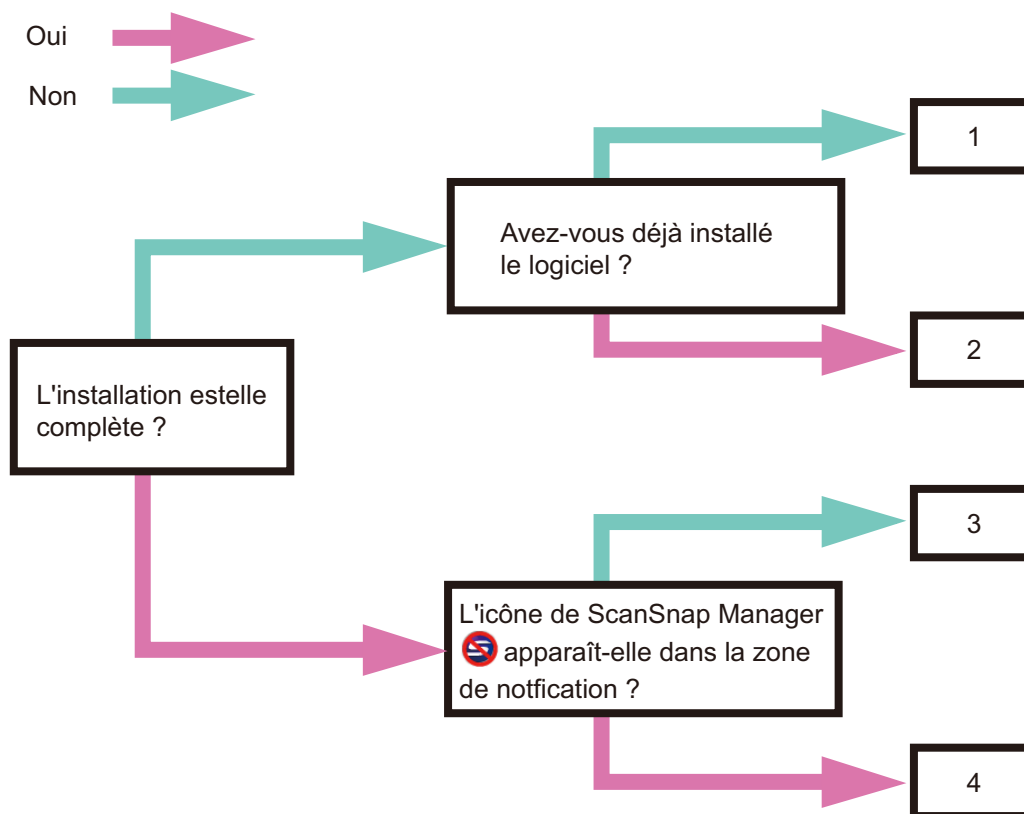 Oui
Non
1
Avez-vous déjà installé
le logiciel ?
2
L'installation estelle
complète ?
3
L'icône de ScanSnap Manager
apparaît-elle dans la zone
de notfication ?
4